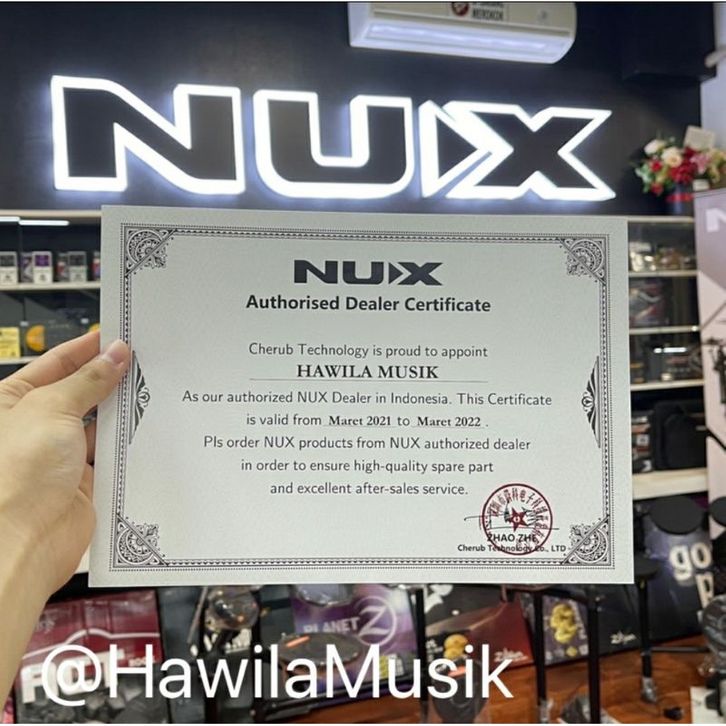 NUX
NUX
Authorised Dealer Certificate
Cherub Technology is proud to appoint
HAWILA MUSIK
As our authorized NUX Dealer in Indonesia. This Certificate
is valid from Maret 2021 to Maret 2022 .
Pls order NUX products from NUX authorized dealer
in order to ensure high-quality spare part
and excellent after-sales service.
ZHAO ZHE
Cherub Technology Co., LTD
PLANET Z
go
Zildjian
@HawilaMusik